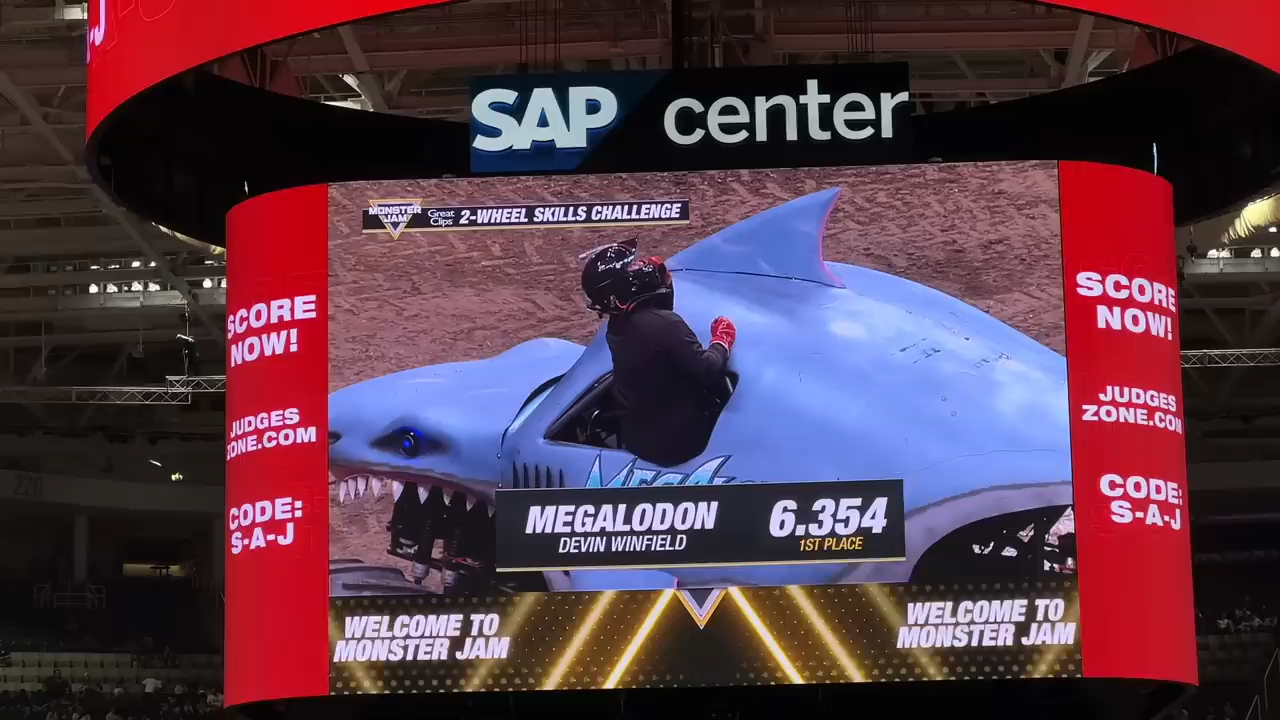 SAP center
MONSTER JAM
Great Clips
2-WHEEL SKILLS CHALLENGE
SCORE
NOW!
JUDGES
ZONE.COM
CODE:
S-A-J
MEGALODON
DEVIN WINFIELD
6.354
1ST PLACE
WELCOME TO
MONSTER JAM
WELCOME TO
MONSTER JAM
SCORE
NOW!
JUDGES
ZONE.COM
CODE:
S-A-J